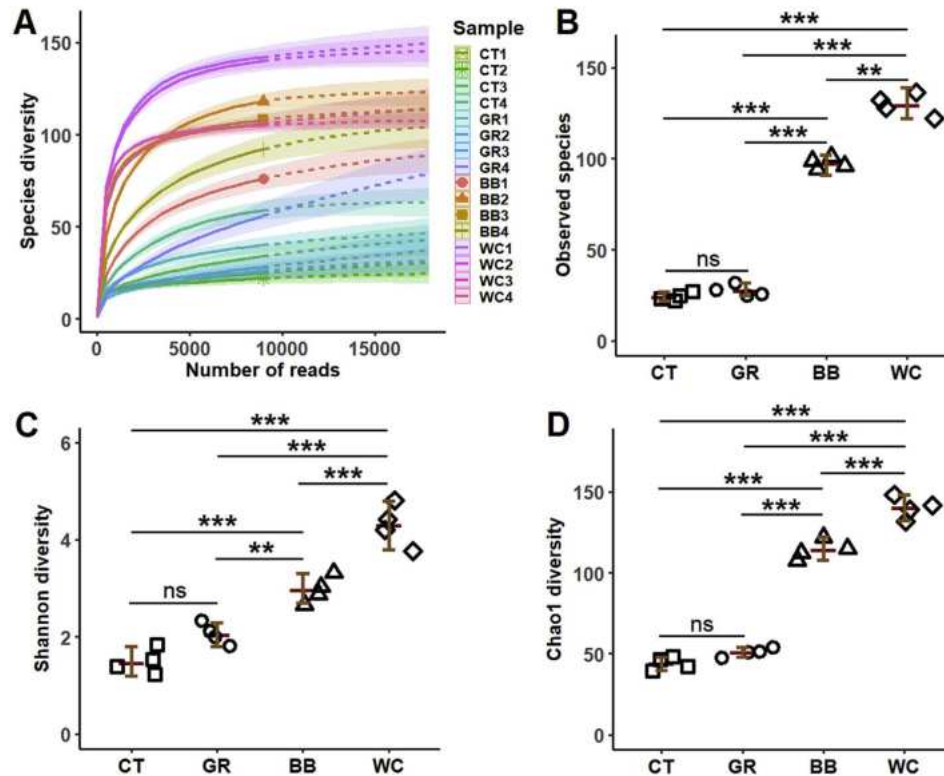 A
Species diversity
150
100
50
0
0 5000 10000 15000
Number of reads
Sample
CT1
CT2
CT3
CT4
GR1
GR2
GR3
GR4
BB1
BB2
BB3
BB4
WC1
WC2
WC3
WC4
B
Observed species
150
100
50
0
***
***
**
***
***
ns
CT GR BB WC
C
Shannon diversity
6
4
2
0
***
***
***
***
**
ns
CT GR BB WC
D
Chao1 diversity
150
100
50
0
***
***
***
***
***
ns
CT GR BB WC